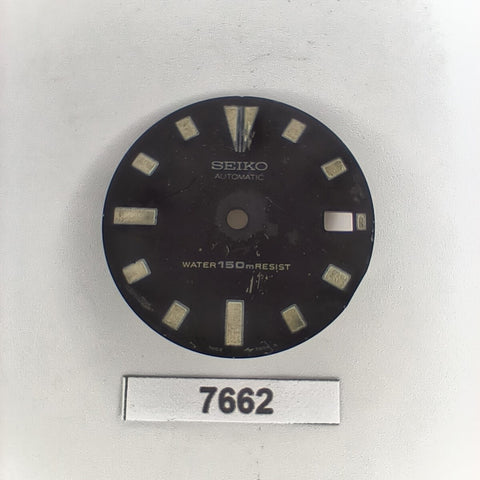 SEIKO
AUTOMATIC
WATER 150m RESIST
7662